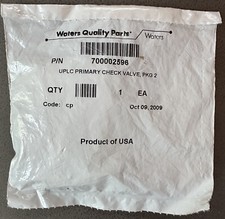 Waters Quality Parts™ Waters
P/N 700002596
UPLC PRIMARY CHECK VALVE, PKG 2
QTY 1 EA
Code: cp Oct 09, 2009
Product of USA